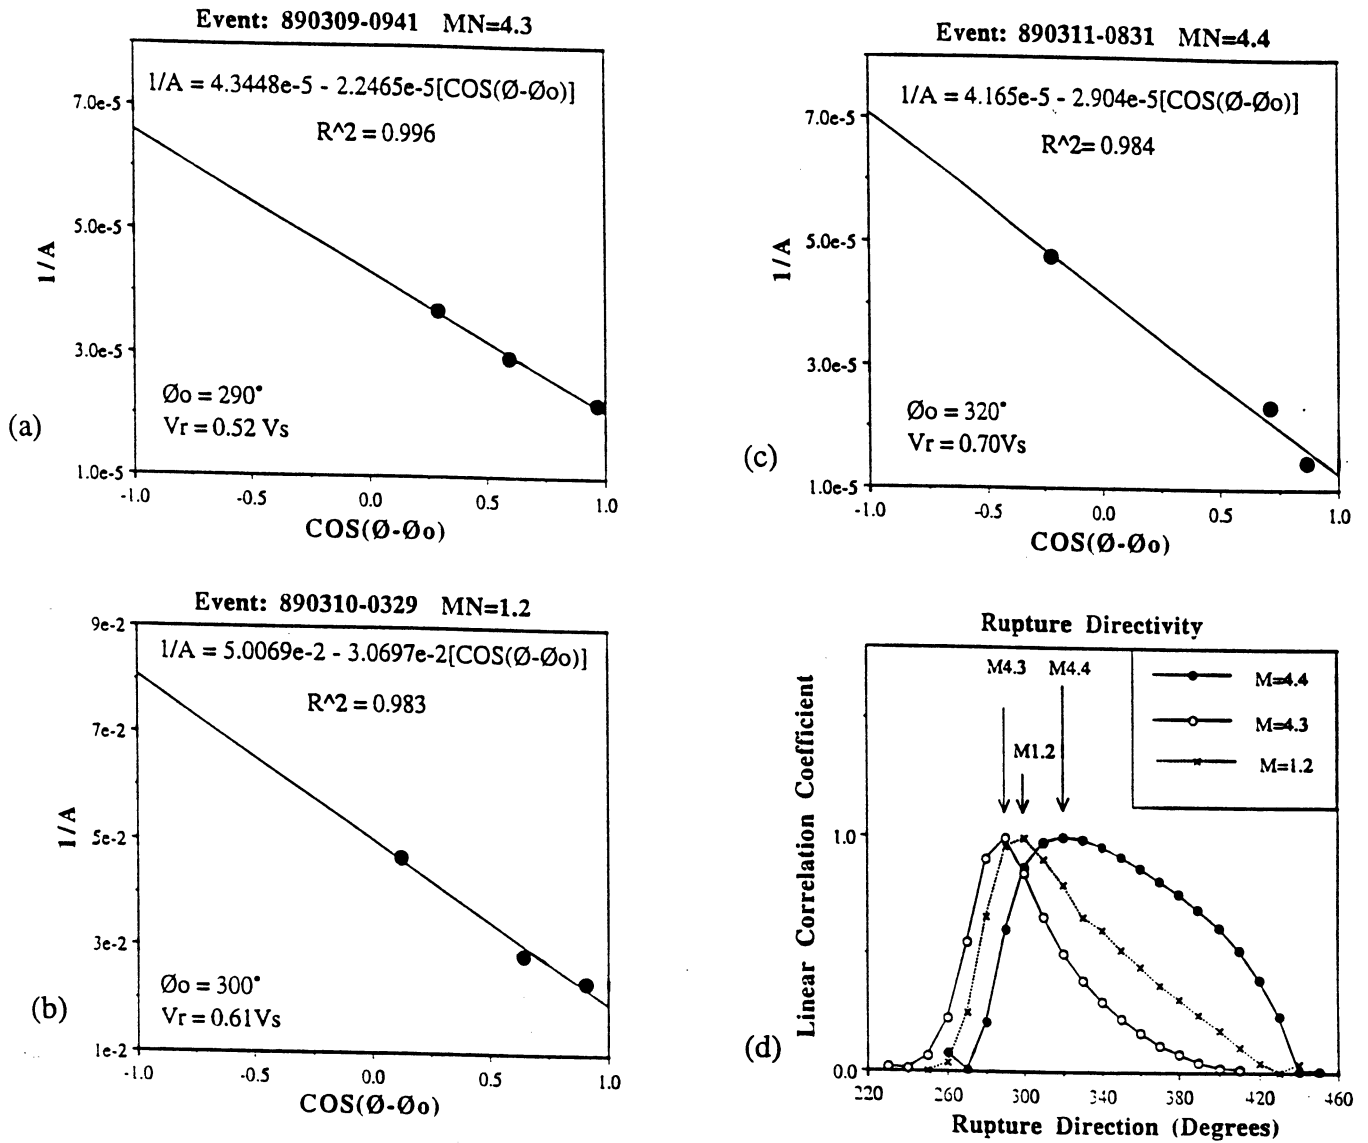 Event: 890309-0941 MN=4.3
1/A = 4.3448e-5 - 2.2465e-5[COS(Ø-Øo)]
R^2 = 0.996
7.0e-5
5.0e-5
3.0e-5
1.0e-5
1/A
Øo = 290°
Vr = 0.52 Vs
(a)
-1.0 -0.5 0.0 0.5 1.0
COS(Ø-Øo)
Event: 890311-0831 MN=4.4
1/A = 4.165e-5 - 2.904e-5[COS(Ø-Øo)]
R^2= 0.984
7.0e-5
5.0e-5
3.0e-5
1.0e-5
1/A
Øo = 320°
Vr = 0.70Vs
(c)
-1.0 -0.5 0.0 0.5 1.0
COS(Ø-Øo)
Event: 890310-0329 MN=1.2
1/A = 5.0069e-2 - 3.0697e-2[COS(Ø-Øo)]
R^2 = 0.983
9e-2
7e-2
5e-2
3e-2
1e-2
1/A
Øo = 300°
Vr = 0.61Vs
(b)
-1.0 -0.5 0.0 0.5 1.0
COS(Ø-Øo)
Rupture Directivity
M4.3 M4.4
M1.2
M=4.4
M=4.3
M=1.2
1.0
0.0
Linear Correlation Coefficient
(d)
220 260 300 340 380 420 460
Rupture Direction (Degrees)